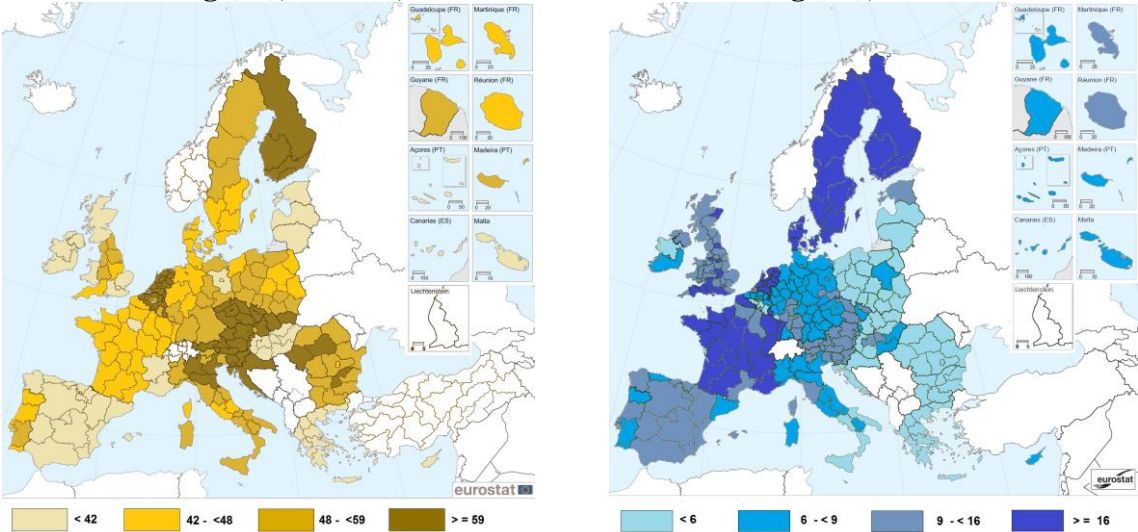 Guadeloupe (FR)
Martinique (FR)
Guyane (FR)
Réunion (FR)
Açores (PT)
Madeira (PT)
Canarias (ES)
Malta
Liechtenstein
eurostat
< 42
42 - <48
48 - <59
> = 59
Guadeloupe (FR)
Martinique (FR)
Guyane (FR)
Réunion (FR)
Açores (PT)
Madeira (PT)
Canarias (ES)
Malta
Liechtenstein
eurostat
<6
6 - < 9
9 - <16
> = 16